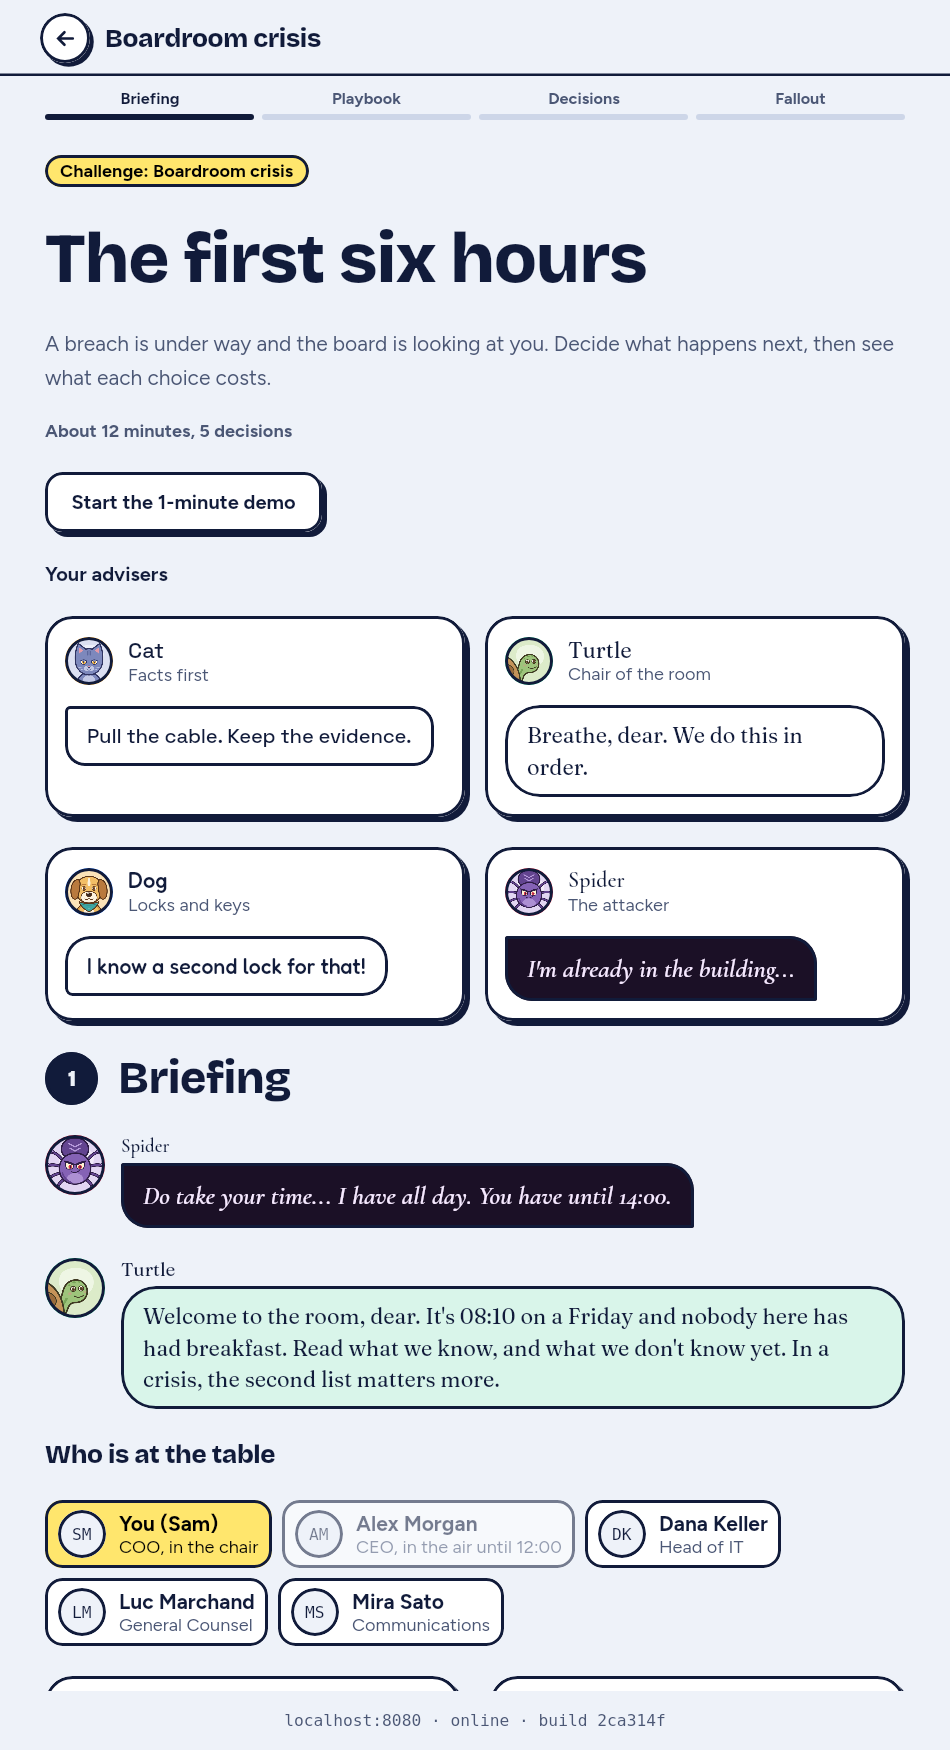 Boardroom crisis
Briefing
Playbook
Decisions
Fallout
Challenge: Boardroom crisis
The first six hours
A breach is under way and the board is looking at you. Decide what happens next, then see
what each choice costs.
About 12 minutes, 5 decisions
Start the 1-minute demo
Your advisers
Cat
Facts first
Pull the cable. Keep the evidence.
Turtle
Chair of the room
Breathe, dear. We do this in
order.
Dog
Locks and keys
I know a second lock for that!
Spider
The attacker
I'm already in the building...
1
Briefing
Spider
Do take your time... I have all day. You have until 14:00.
Turtle
Welcome to the room, dear. It's 08:10 on a Friday and nobody here has
had breakfast. Read what we know, and what we don't know yet. In a
crisis, the second list matters more.
Who is at the table
SM
You (Sam)
COO, in the chair
AM
Alex Morgan
CEO, in the air until 12:00
DK
Dana Keller
Head of IT
LM
Luc Marchand
General Counsel
MS
Mira Sato
Communications
localhost:8080 · online · build 2ca314f